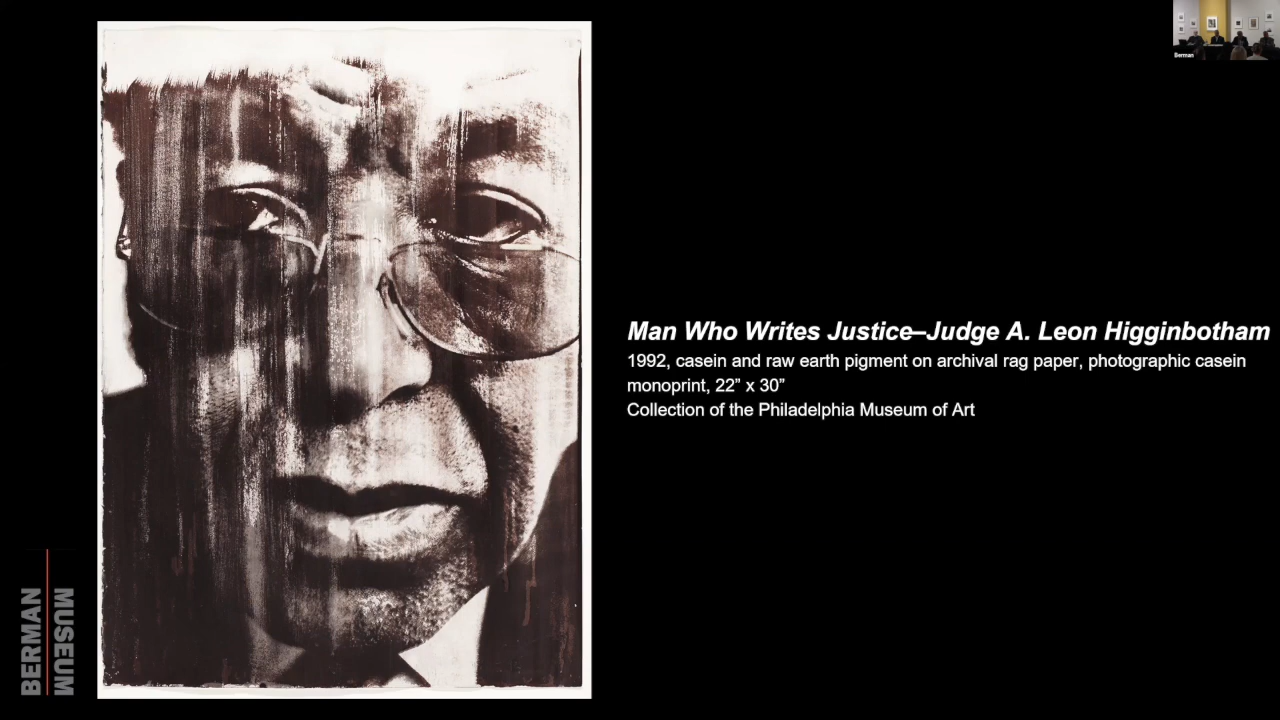 Berman
Man Who Writes Justice–Judge A. Leon Higginbotham
1992, casein and raw earth pigment on archival rag paper, photographic casein
monoprint, 22” x 30”
Collection of the Philadelphia Museum of Art
BERMAN
MUSEUM